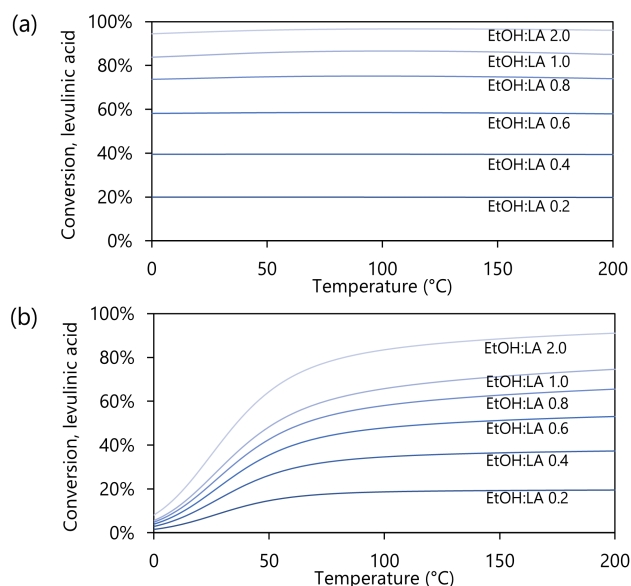 (a)
Conversion, levulinic acid
100%
80%
60%
40%
20%
0%
EtOH:LA 2.0
EtOH:LA 1.0
EtOH:LA 0.8
EtOH:LA 0.6
EtOH:LA 0.4
EtOH:LA 0.2
0 50 100 150 200
Temperature (°C)
(b)
Conversion, levulinic acid
100%
80%
60%
40%
20%
0%
EtOH:LA 2.0
EtOH:LA 1.0
EtOH:LA 0.8
EtOH:LA 0.6
EtOH:LA 0.4
EtOH:LA 0.2
0 50 100 150 200
Temperature (°C)